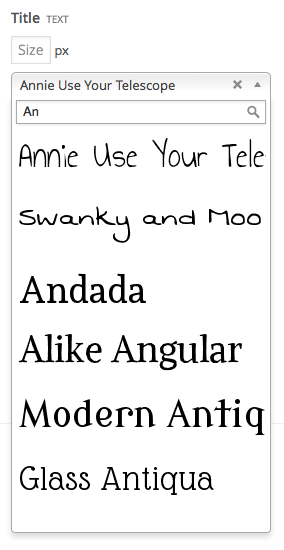 Title TEXT
Size px
Annie Use Your Telescope
An
Annie Use Your Tele
Swanky and Moo
Andada
Alike Angular
Modern Antiq
Glass Antiqua